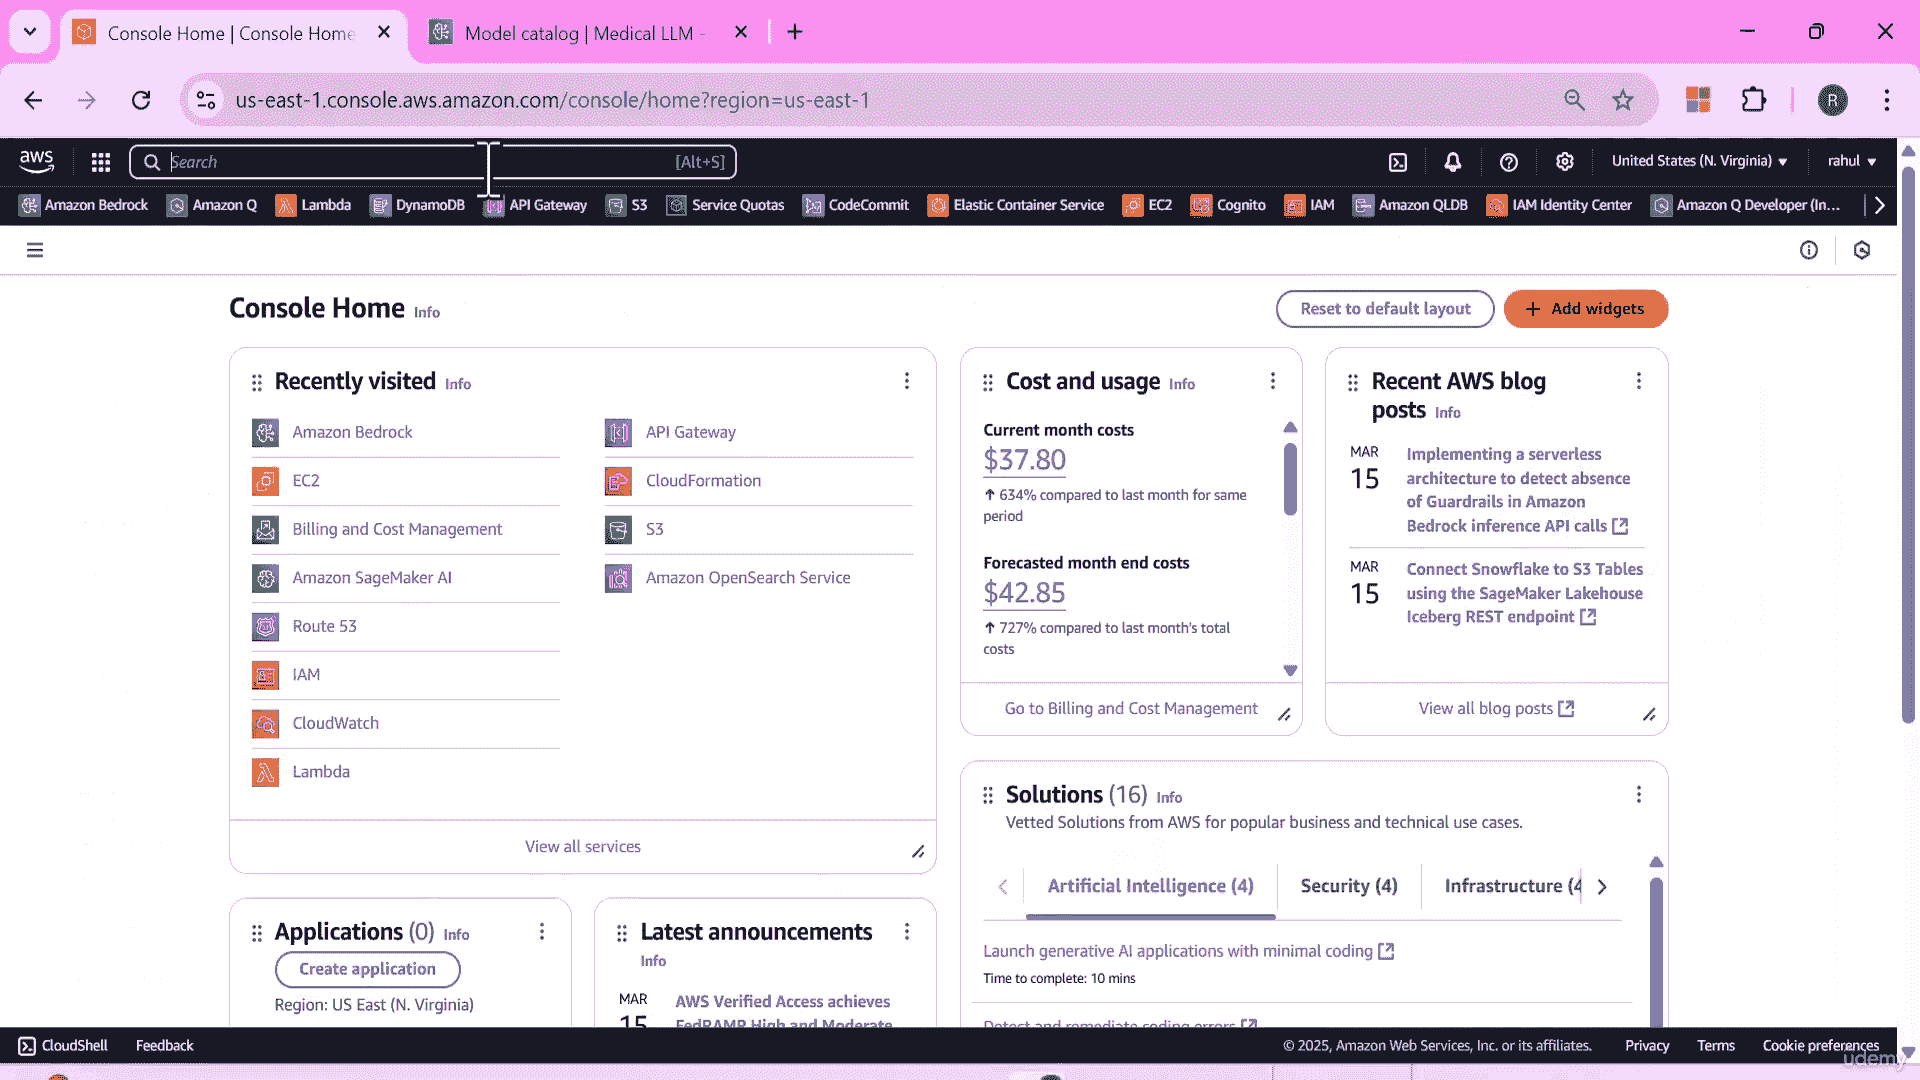 Console Home | Console Home
Model catalog | Medical LLM -
us-east-1.console.aws.amazon.com/console/home?region=us-east-1
R
aws
Search
[Alt+S]
United States (N. Virginia)
rahul
Amazon Bedrock
Amazon Q
Lambda
DynamoDB
API Gateway
S3
Service Quotas
CodeCommit
Elastic Container Service
EC2
Cognito
IAM
Amazon QLDB
IAM Identity Center
Amazon Q Developer (In...
Console Home Info
Reset to default layout
Add widgets
Recently visited Info
Amazon Bedrock
EC2
Billing and Cost Management
Amazon SageMaker AI
Route 53
IAM
CloudWatch
Lambda
API Gateway
CloudFormation
S3
Amazon OpenSearch Service
View all services
Cost and usage Info
Current month costs
$37.80
634% compared to last month for same
period
Forecasted month end costs
$42.85
727% compared to last month's total
costs
Go to Billing and Cost Management
Recent AWS blog
posts Info
MAR
15
Implementing a serverless
architecture to detect absence
of Guardrails in Amazon
Bedrock inference API calls
MAR
15
Connect Snowflake to S3 Tables
using the SageMaker Lakehouse
Iceberg REST endpoint
View all blog posts
Solutions (16) Info
Vetted Solutions from AWS for popular business and technical use cases.
Artificial Intelligence (4)
Security (4)
Infrastructure (4
Launch generative AI applications with minimal coding
Time to complete: 10 mins
Detect and remediate coding errors
Applications (0) Info
Create application
Region: US East (N. Virginia)
Latest announcements
Info
MAR
15
AWS Verified Access achieves
FedRAMP High and Moderate
CloudShell
Feedback
© 2025, Amazon Web Services, Inc. or its affiliates.
Privacy
Terms
Cookie preferences
udemy